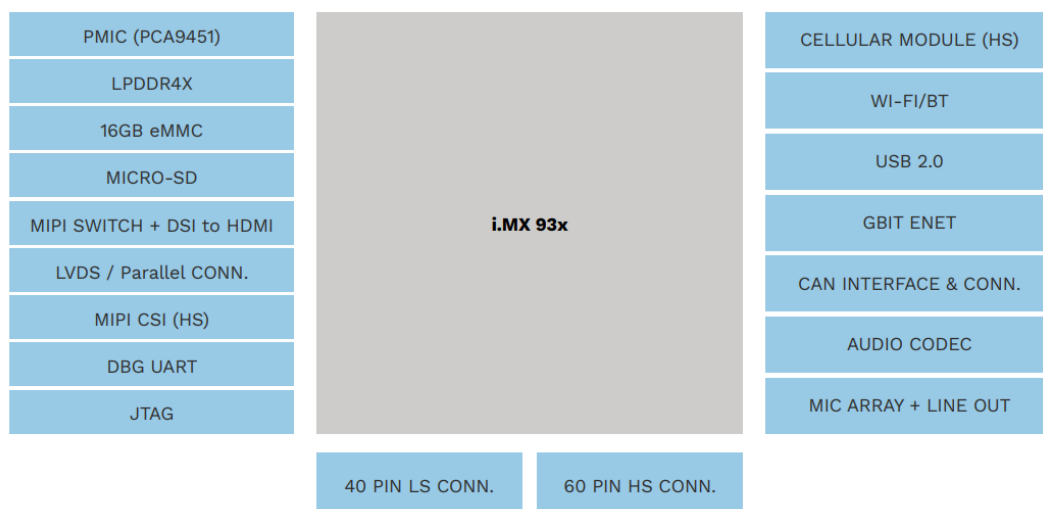 PMIC (PCA9451)
LPDDR4X
16GB eMMC
MICRO-SD
MIPI SWITCH + DSI to HDMI
LVDS / Parallel CONN.
MIPI CSI (HS)
DBG UART
JTAG
i.MX 93x
CELLULAR MODULE (HS)
WI-FI/BT
USB 2.0
GBIT ENET
CAN INTERFACE & CONN.
AUDIO CODEC
MIC ARRAY + LINE OUT
40 PIN LS CONN.
60 PIN HS CONN.